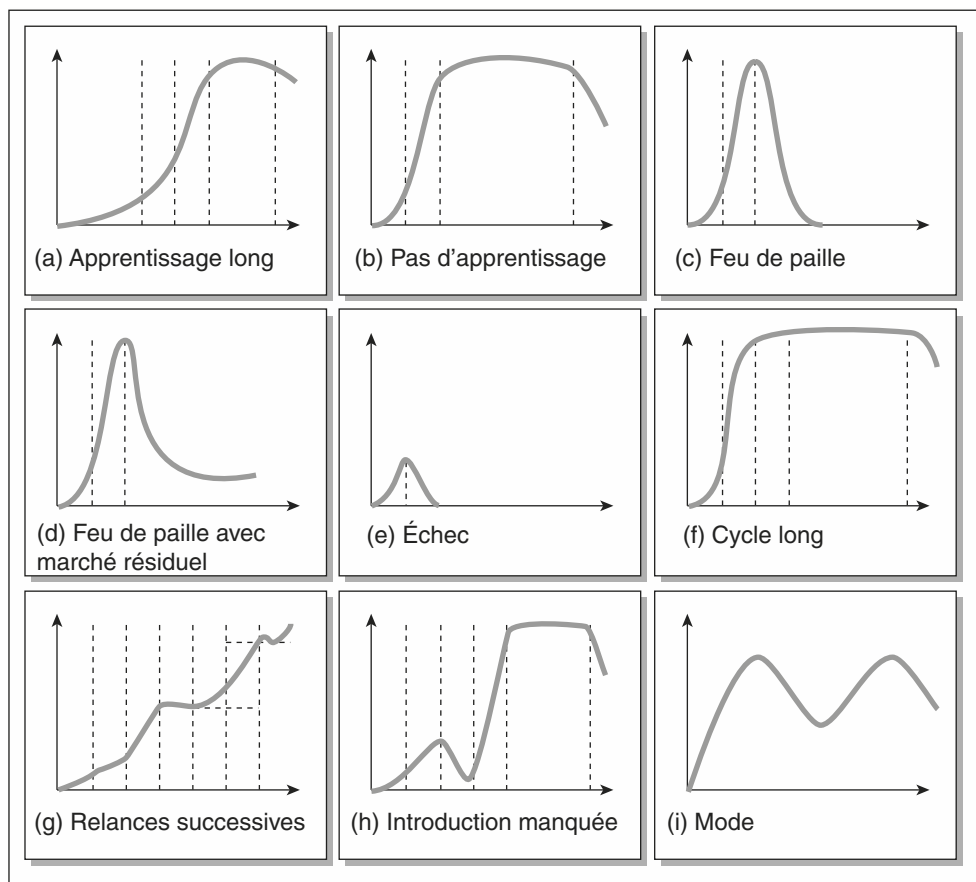 (a) Apprentissage long
(b) Pas d'apprentissage
(c) Feu de paille
(d) Feu de paille avec
marché résiduel
(e) Échec
(f) Cycle long
(g) Relances successives
(h) Introduction manquée
(i) Mode